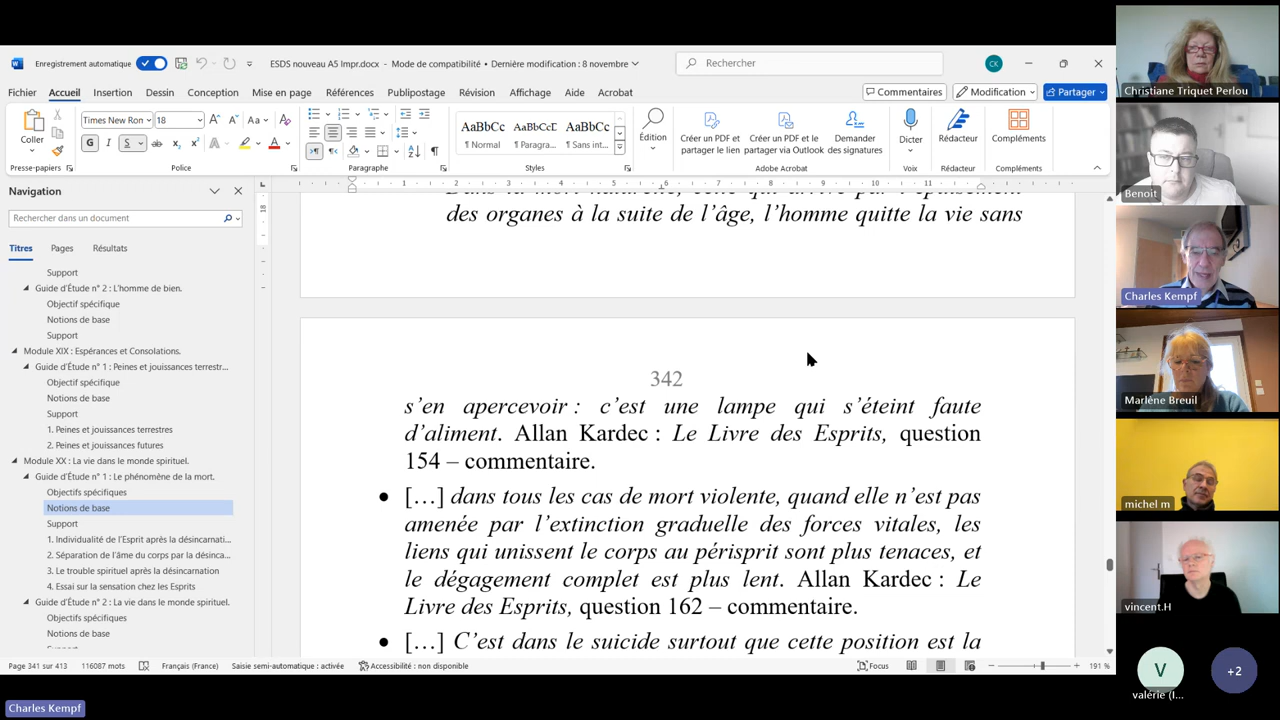 Enregistrement automatique
ESDS nouveau A5 Impr.docx - Mode de compatibilité • Dernière modification : 8 novembre
Rechercher
CK
Fichier Accueil Insertion Dessin Conception Mise en page Références Publipostage Révision Affichage Aide Acrobat
Commentaires Modification Partager
Coller
Times New Ron 18
G I S
AaBbCc AaBbCcD AaBbCc
¶ Normal ¶ Paragra... ¶ Sans int...
Édition
Créer un PDF et partager le lien
Créer un PDF et partager via Outlook
Demander des signatures
Dicter
Rédacteur
Compléments
Presse-papiers Police Paragraphe Styles Adobe Acrobat Voix Rédacteur Compléments
Navigation
Rechercher dans un document
Titres Pages Résultats
Support
Guide d'Étude n° 2 : L'homme de bien.
Objectif spécifique
Notions de base
Support
Module XIX : Espérances et Consolations.
Guide d'Étude n° 1 : Peines et jouissances terrestr...
Objectif spécifique
Notions de base
Support
1. Peines et jouissances terrestres
2. Peines et jouissances futures
Module XX : La vie dans le monde spirituel.
Guide d'Étude n° 1 : Le phénomène de la mort.
Objectifs spécifiques
Notions de base
Support
1. Individualité de l'Esprit après la désincarnati...
2. Séparation de l'âme du corps par la désinca...
3. Le trouble spirituel après la désincarnation
4. Essai sur la sensation chez les Esprits
Guide d'Étude n° 2 : La vie dans le monde spirituel.
Objectifs spécifiques
Notions de base
1 2 3 4 5 6 7 8 9 10 11
18
des organes à la suite de l'âge, l'homme quitte la vie sans
342
s'en apercevoir : c'est une lampe qui s'éteint faute
d'aliment. Allan Kardec : Le Livre des Esprits, question
154 – commentaire.
• […] dans tous les cas de mort violente, quand elle n'est pas
amenée par l'extinction graduelle des forces vitales, les
liens qui unissent le corps au périsprit sont plus tenaces, et
le dégagement complet est plus lent. Allan Kardec : Le
Livre des Esprits, question 162 – commentaire.
• […] C'est dans le suicide surtout que cette position est la
Page 341 sur 413 116087 mots Français (France) Saisie semi-automatique : activée Accessibilité : non disponible Focus 191 %
Christiane Triquet Perlou
Benoit
Charles Kempf
Marlène Breuil
michel m
vincent.H
V
valérie (I...
+2
Charles Kempf